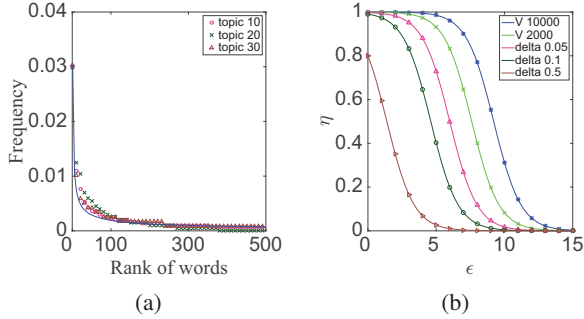 0.04
0.03
0.02
0.01
0
Frequency
0 100 300 500
Rank of words
topic 10
topic 20
topic 30
(a)
1
0.8
0.6
0.4
0.2
0
η
0 5 10 15
ϵ
V 10000
V 2000
delta 0.05
delta 0.1
delta 0.5
(b)